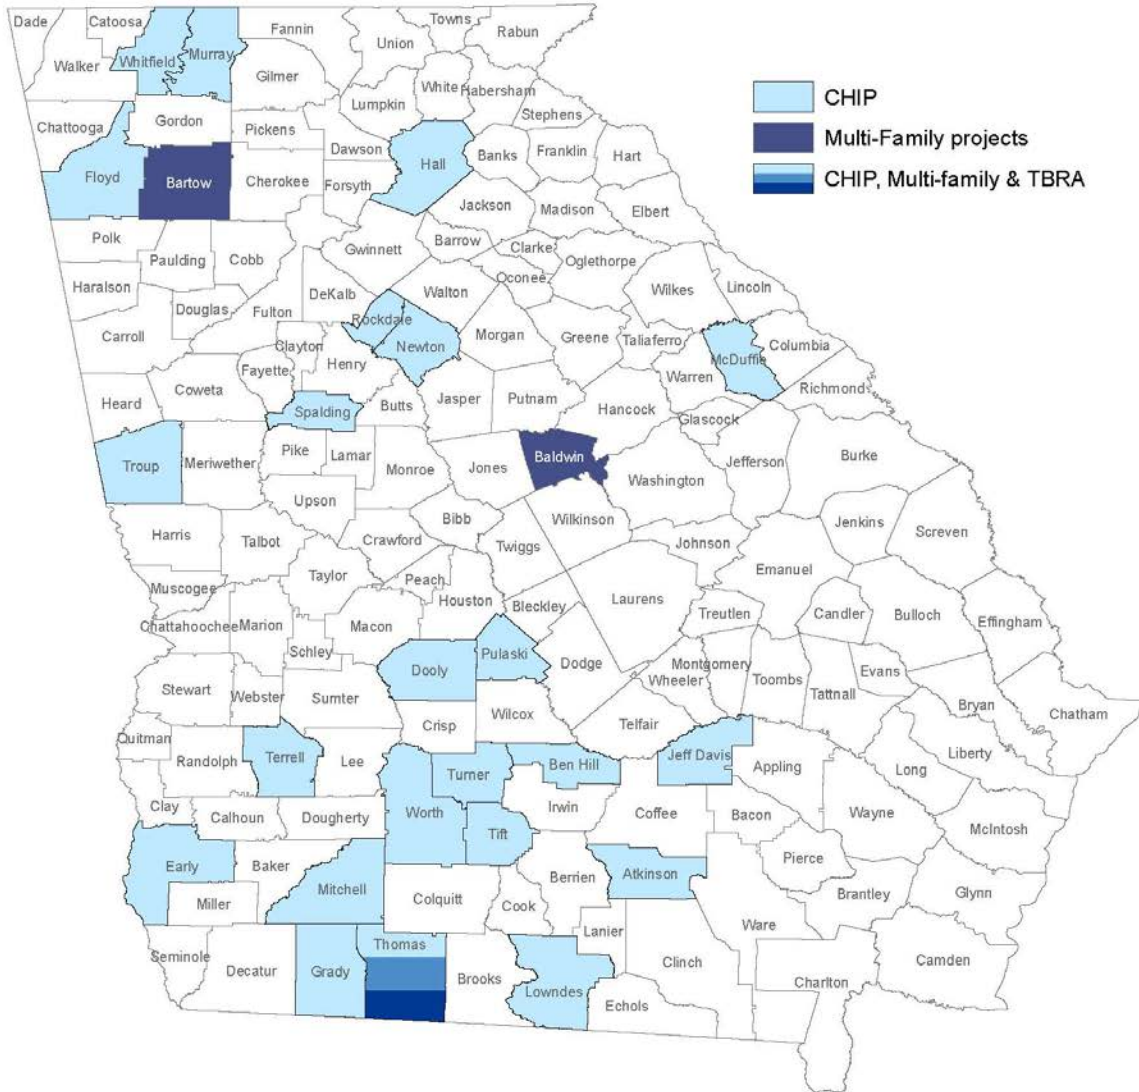 Dade
Catoosa
Whitfield
Murray
Fannin
Towns
Union
Rabun
Walker
Gilmer
White
Habersham
Lumpkin
Stephens
Chattooga
Gordon
Pickens
Dawson
Hall
Banks
Franklin
Hart
Floyd
Bartow
Cherokee
Forsyth
Jackson
Madison
Elbert
Polk
Paulding
Cobb
Gwinnett
Barrow
Clarke
Oconee
Oglethorpe
Haralson
Douglas
Fulton
DeKalb
Walton
Wilkes
Lincoln
Carroll
Clayton
Rockdale
Newton
Morgan
Greene
Taliaferro
McDuffie
Columbia
Heard
Coweta
Fayette
Henry
Warren
Richmond
Spalding
Butts
Jasper
Putnam
Hancock
Glascock
Troup
Meriwether
Pike
Lamar
Monroe
Jones
Baldwin
Washington
Jefferson
Burke
Upson
Harris
Talbot
Crawford
Bibb
Twiggs
Wilkinson
Johnson
Jenkins
Screven
Muscogee
Taylor
Peach
Houston
Bleckley
Laurens
Treutlen
Emanuel
Candler
Bulloch
Effingham
Chattahoochee
Marion
Schley
Macon
Dooly
Pulaski
Dodge
Wheeler
Montgomery
Toombs
Tattnall
Evans
Bryan
Chatham
Stewart
Webster
Sumter
Crisp
Wilcox
Telfair
Quitman
Randolph
Terrell
Lee
Turner
Ben Hill
Jeff Davis
Appling
Long
Liberty
Clay
Calhoun
Dougherty
Worth
Tift
Irwin
Coffee
Bacon
Wayne
McIntosh
Early
Baker
Mitchell
Berrien
Atkinson
Pierce
Miller
Colquitt
Cook
Brantley
Glynn
Seminole
Decatur
Grady
Thomas
Brooks
Lowndes
Lanier
Clinch
Echols
Ware
Charlton
Camden
CHIP
Multi-Family projects
CHIP, Multi-family & TBRA